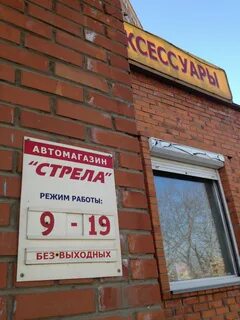 КСЕССУАРЫ
АВТОМАГАЗИН
"СТРЕЛА"
РЕЖИМ РАБОТЫ:
9 - 19
БЕЗ ВЫХОДНЫХ